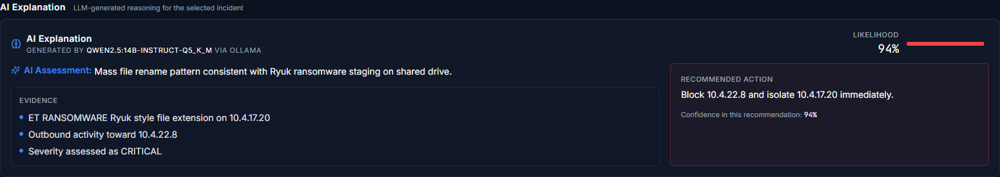 AI Explanation LLM-generated reasoning for the selected incident
AI Explanation
GENERATED BY QWEN2.5:14B-INSTRUCT-Q5_K_M VIA OLLAMA
LIKELIHOOD
94%
AI Assessment: Mass file rename pattern consistent with Ryuk ransomware staging on shared drive.
EVIDENCE
ET RANSOMWARE Ryuk style file extension on 10.4.17.20
Outbound activity toward 10.4.22.8
Severity assessed as CRITICAL
RECOMMENDED ACTION
Block 10.4.22.8 and isolate 10.4.17.20 immediately.
Confidence in this recommendation: 94%